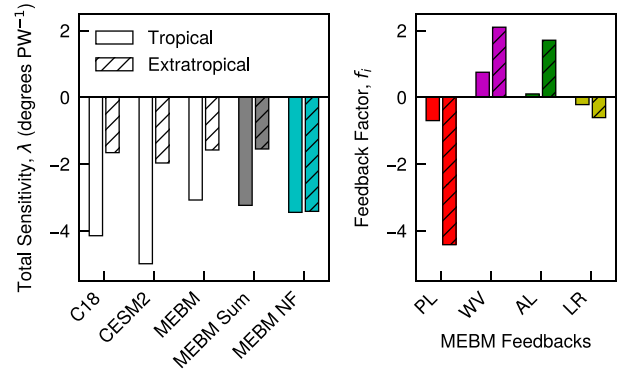 Total Sensitivity, λ (degrees PW⁻¹)
2
0
−2
−4
Tropical
Extratropical
C18
CESM2
MEBM
MEBM Sum
MEBM NF
Feedback Factor, fᵢ
2
0
−2
−4
PL
WV
AL
LR
MEBM Feedbacks